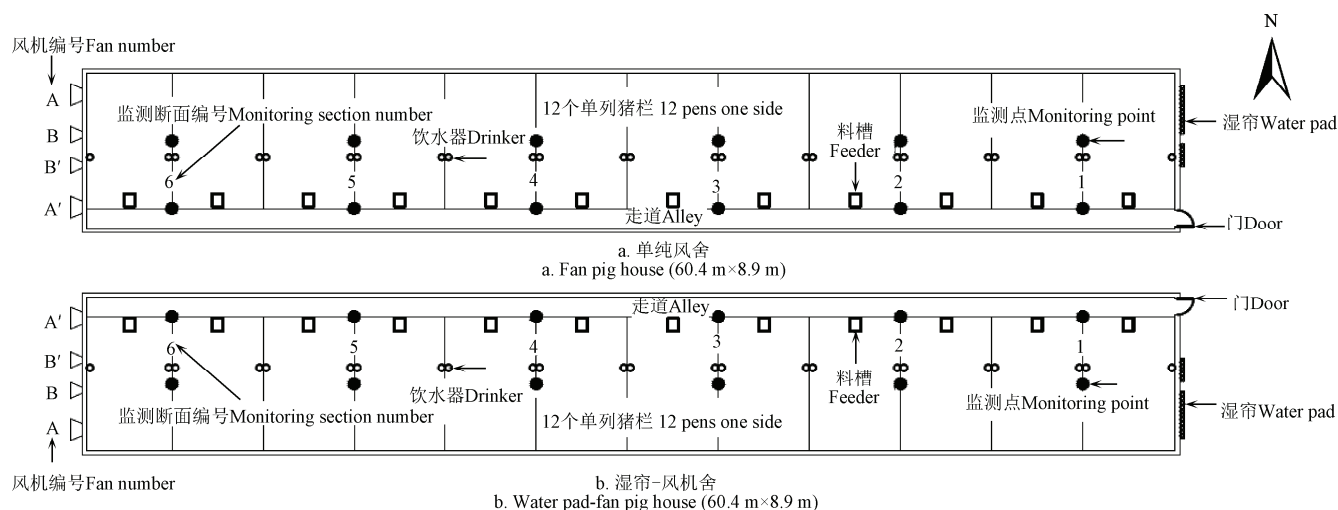 N
风机编号Fan number
A
监测断面编号Monitoring section number
12个单列猪栏 12 pens one side
监测点Monitoring point
湿帘Water pad
B
饮水器Drinker
料槽
Feeder
B′
6
5
4
3
2
1
A′
走道Alley
门Door
a. 单纯风舍
a. Fan pig house (60.4 m×8.9 m)
走道Alley
门Door
A′
6
5
4
3
2
1
B′
饮水器Drinker
料槽
Feeder
监测点Monitoring point
B
监测断面编号Monitoring section number
12个单列猪栏 12 pens one side
湿帘Water pad
A
风机编号Fan number
b. 湿帘-风机舍
b. Water pad-fan pig house (60.4 m×8.9 m)